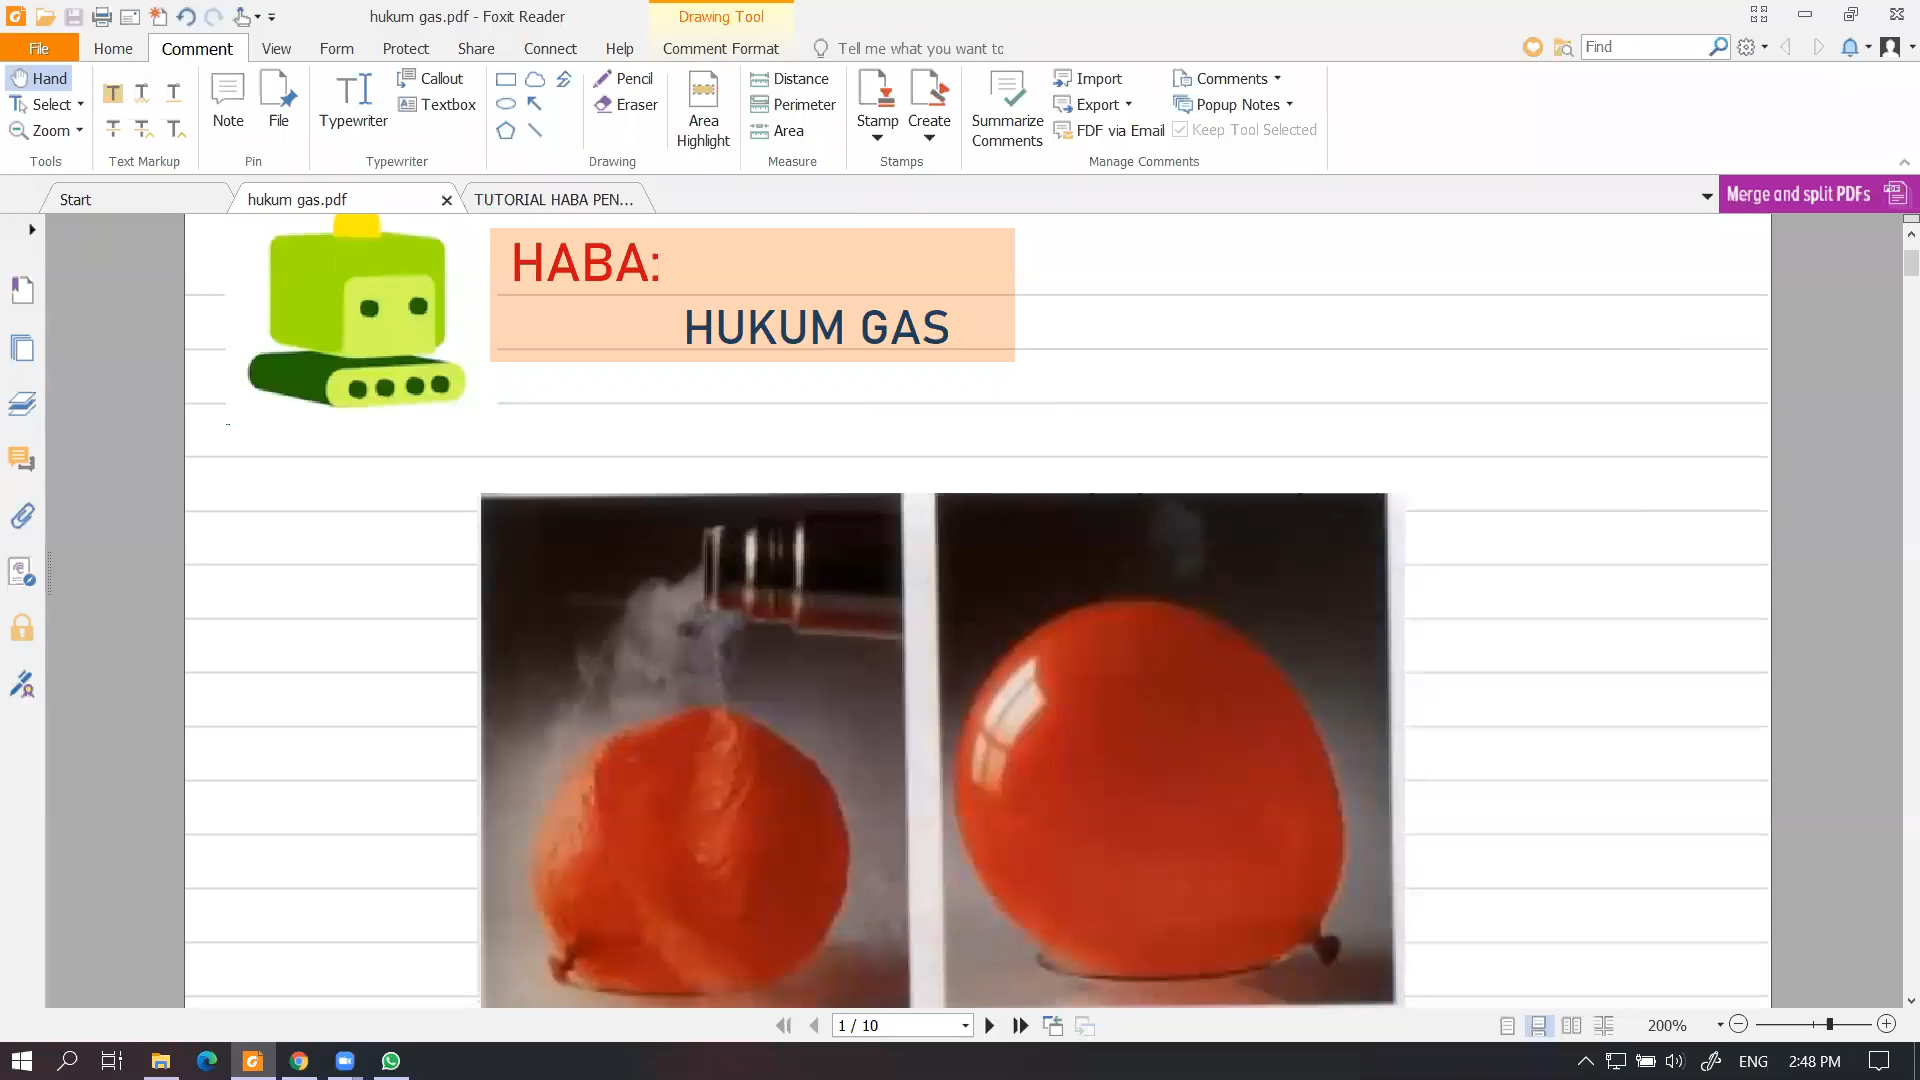 hukum gas.pdf - Foxit Reader
Drawing Tool
File Home Comment View Form Protect Share Connect Help Comment Format Tell me what you want to Find
Hand
Select
Zoom
Tools
Text Markup
Note
File
Pin
Typewriter
Callout
Textbox
Typewriter
Pencil
Eraser
Drawing
Area
Highlight
Distance
Perimeter
Area
Measure
Stamp
Create
Stamps
Summarize
Comments
Import
Export
FDF via Email
Comments
Popup Notes
Keep Tool Selected
Manage Comments
Start hukum gas.pdf TUTORIAL HABA PEN... Merge and split PDFs
HABA:
HUKUM GAS
1 / 10
200%
ENG 2:48 PM